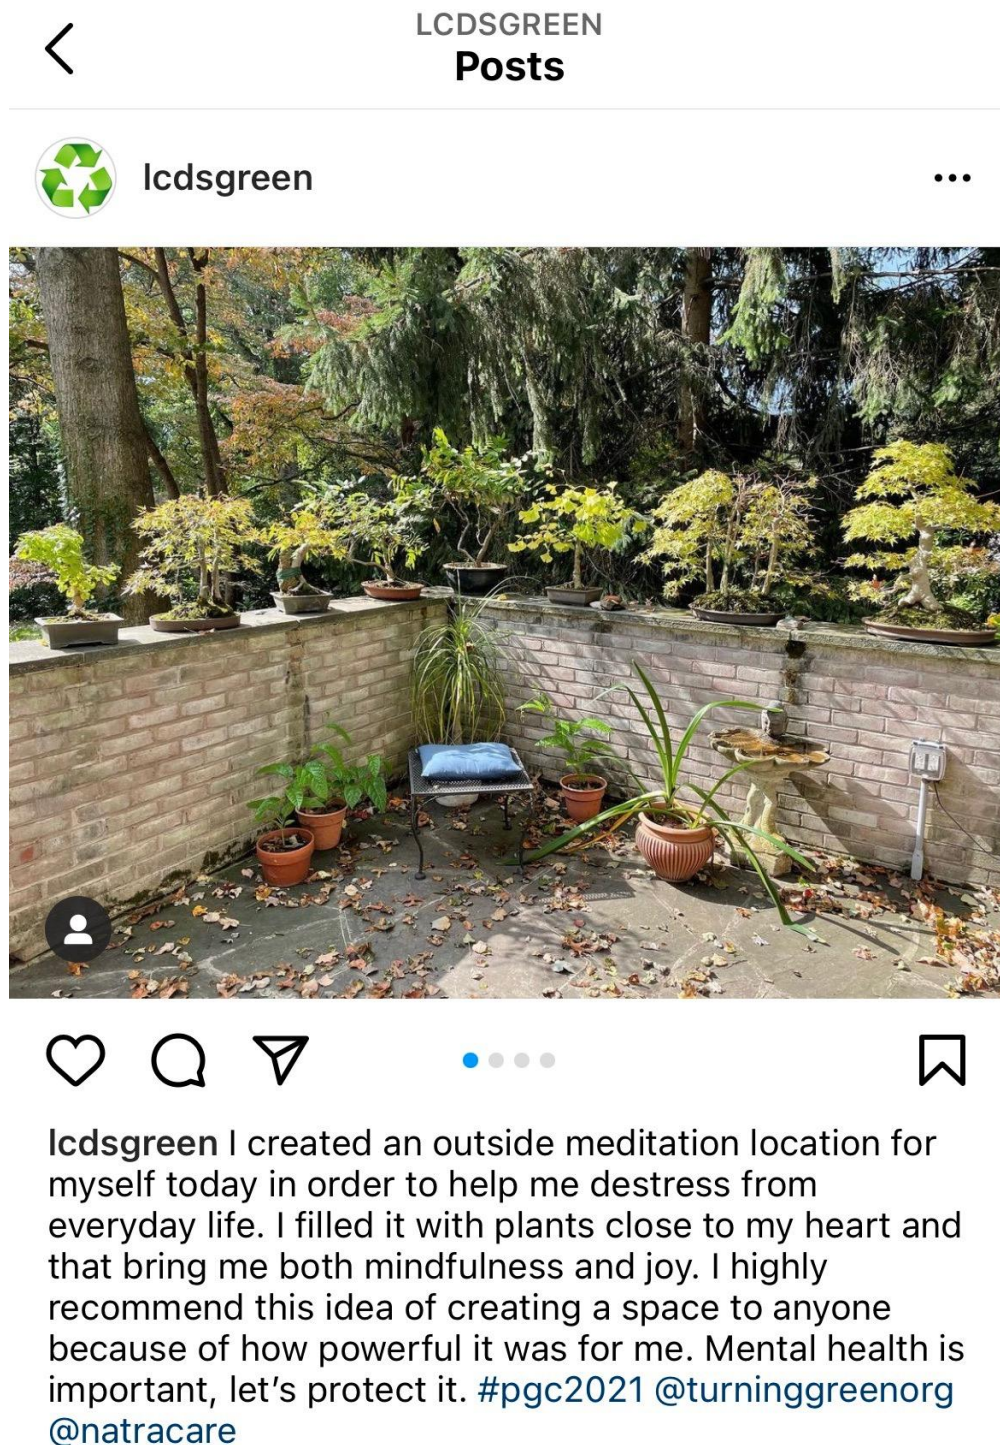 LCDSGREEN
Posts
lcdsgreen
lcdsgreen I created an outside meditation location for
myself today in order to help me destress from
everyday life. I filled it with plants close to my heart and
that bring me both mindfulness and joy. I highly
recommend this idea of creating a space to anyone
because of how powerful it was for me. Mental health is
important, let’s protect it. #pgc2021 @turninggreenorg
@natracare